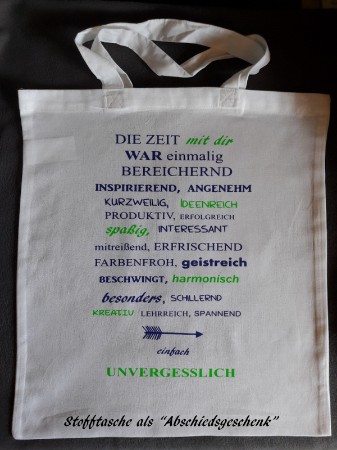 DIE ZEIT mit dir
WAR einmalig
BEREICHERND
INSPIRIEREND, ANGENEHM
KURZWEILIG, IDEENREICH
PRODUKTIV, ERFOLGREICH
spaßig, INTERESSANT
mitreißend, ERFRISCHEND
FARBENFROH, geistreich
BESCHWINGT, harmonisch
besonders, SCHILLERND
KREATIV LEHRREICH, SPANNEND
einfach
UNVERGESSLICH
Stofftasche als "Abschiedsgeschenk"